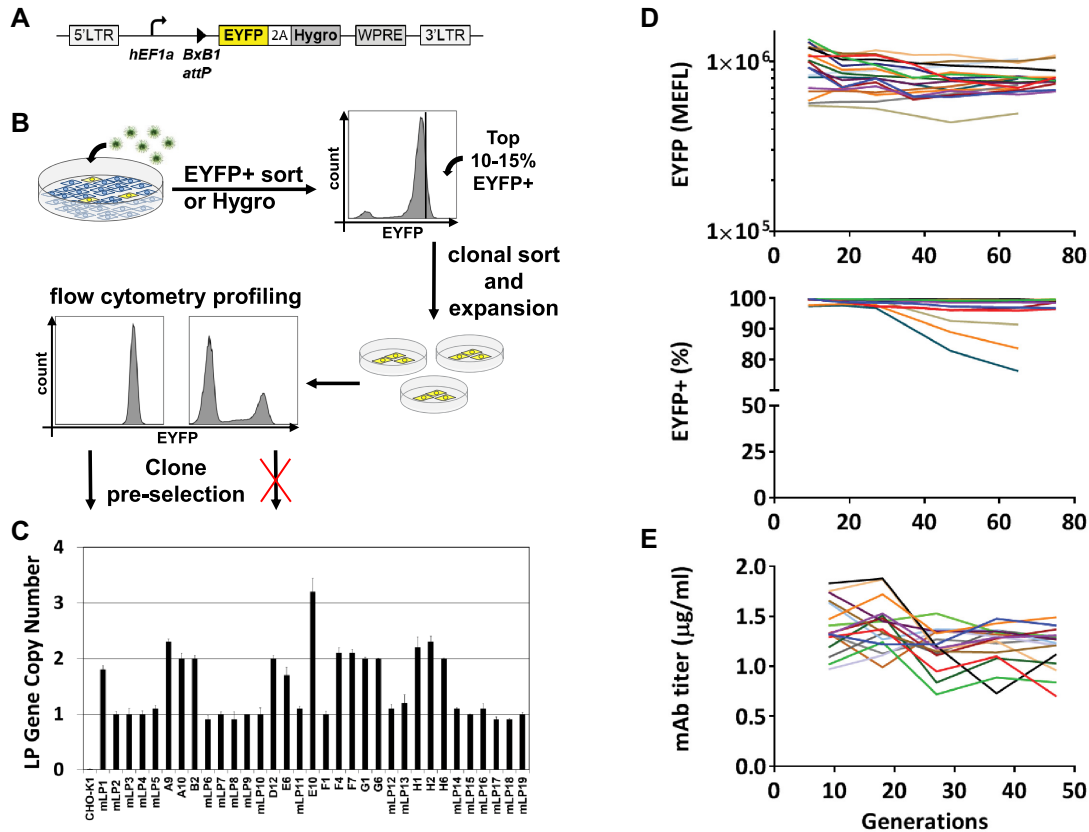 A
5'LTR
hEF1a
BxB1
attP
EYFP
2A
Hygro
WPRE
3'LTR
B
EYFP+ sort
or Hygro
count
EYFP
Top
10-15%
EYFP+
clonal sort
and
expansion
flow cytometry profiling
count
EYFP
Clone
pre-selection
C
LP Gene Copy Number
4
3
2
1
0
CHO-K1
mLP1
mLP2
mLP3
mLP4
mLP5
A9
A10
B2
mLP6
mLP7
mLP8
mLP9
mLP10
D12
E6
mLP11
E10
F1
F4
F7
G1
G6
mLP12
mLP13
H1
H2
H6
mLP14
mLP15
mLP16
mLP17
mLP18
mLP19
D
EYFP (MEFL)
1×10⁶
1×10⁵
0 20 40 60 80
EYFP+ (%)
100
90
80
50
25
0
0 20 40 60 80
E
mAb titer (µg/ml)
2.0
1.5
1.0
0.5
0.0
0 10 20 30 40 50
Generations